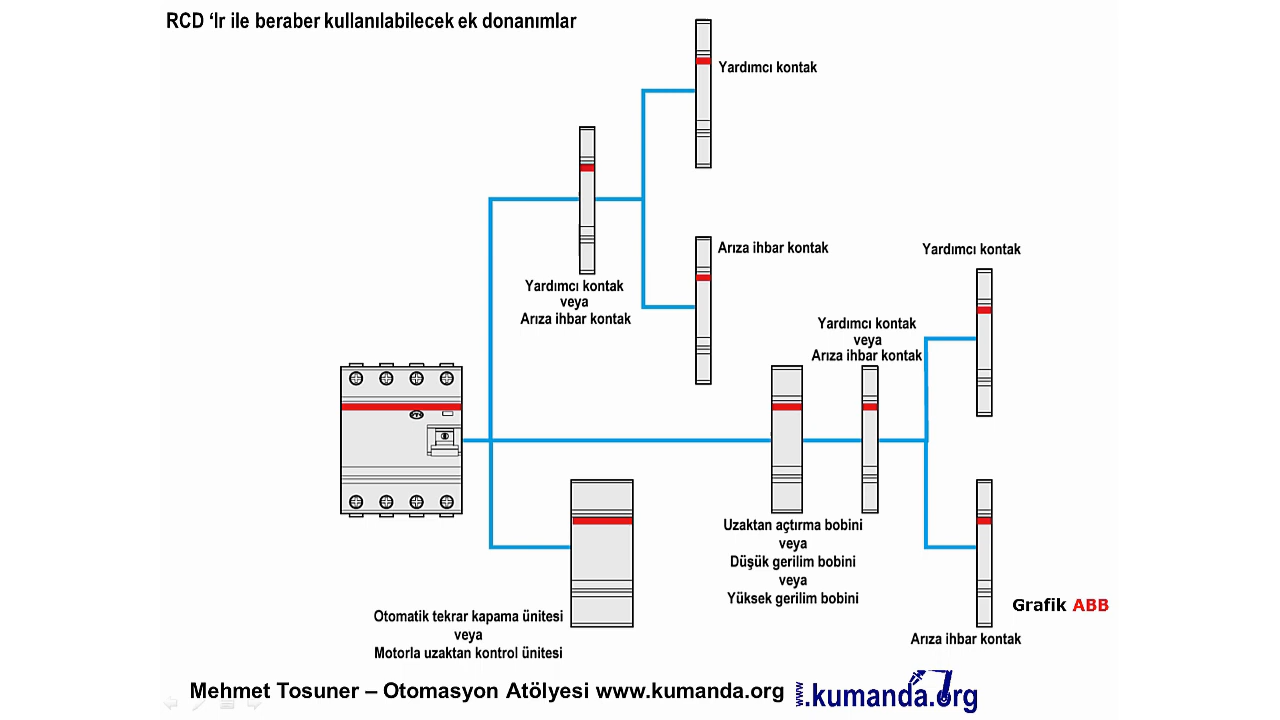 RCD ‘lr ile beraber kullanılabilecek ek donanımlar
Yardımcı kontak
Arıza ihbar kontak
Yardımcı kontak
Yardımcı kontak
veya
Arıza ihbar kontak
Yardımcı kontak
veya
Arıza ihbar kontak
Uzaktan açtırma bobini
veya
Düşük gerilim bobini
veya
Yüksek gerilim bobini
Grafik ABB
Otomatik tekrar kapama ünitesi
veya
Motorla uzaktan kontrol ünitesi
Arıza ihbar kontak
Mehmet Tosuner – Otomasyon Atölyesi www.kumanda.org
www.kumanda.org